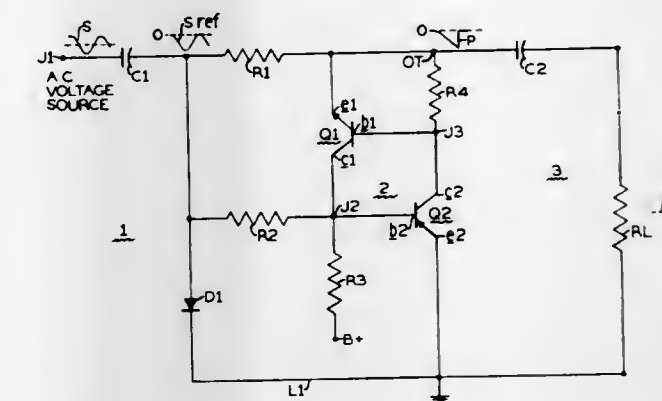 S
O
S ref
O
FP
J1
C1
R1
OT
C2
A C
VOLTAGE
SOURCE
R4
e1
b1
Q1
J3
c1
2
c2
3
J2
Q2
1
R2
b2
e2
RL
R3
D1
B+
L1